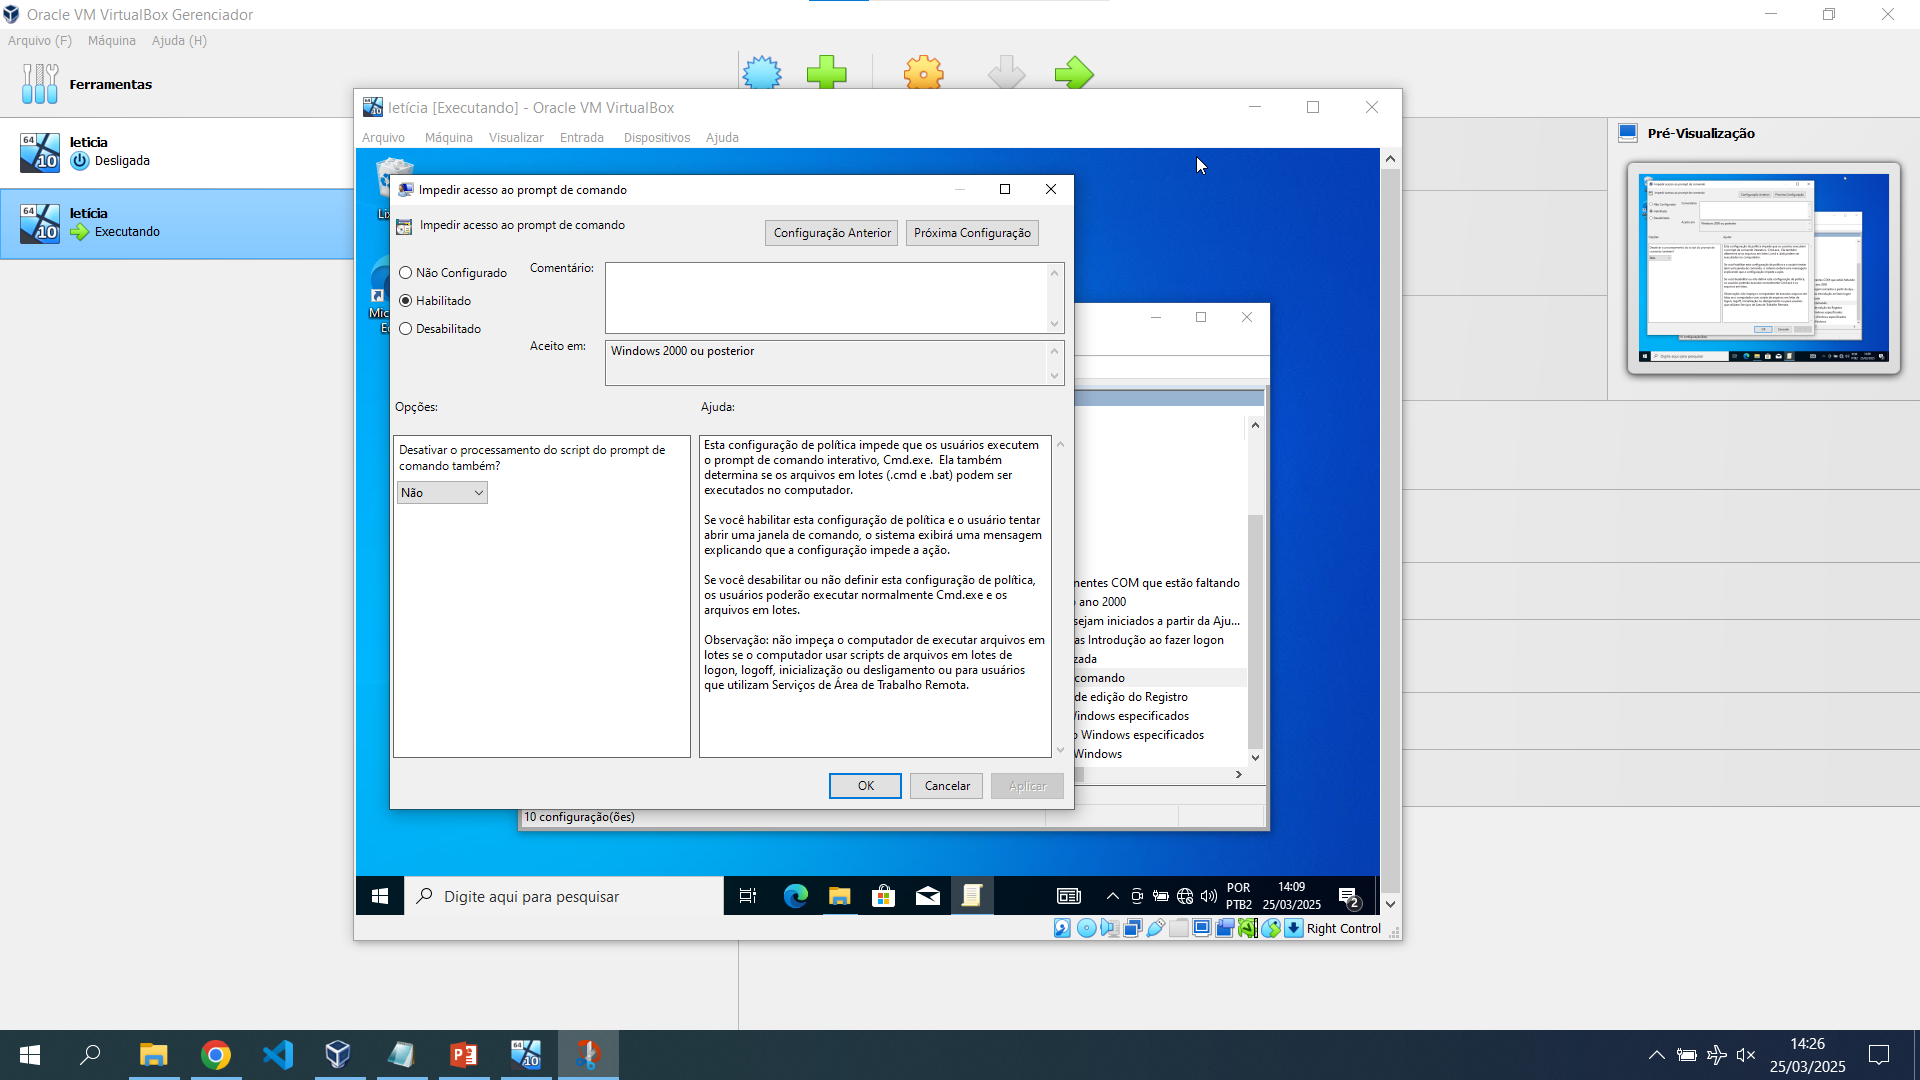 Oracle VM VirtualBox Gerenciador
Arquivo (F) Máquina Ajuda (H)
Ferramentas
leticia
Desligada
letícia
Executando
Pré-Visualização
letícia [Executando] - Oracle VM VirtualBox
Arquivo Máquina Visualizar Entrada Dispositivos Ajuda
Impedir acesso ao prompt de comando
Impedir acesso ao prompt de comando
Configuração Anterior
Próxima Configuração
Não Configurado
Habilitado
Desabilitado
Comentário:
Aceito em:
Windows 2000 ou posterior
Opções:
Ajuda:
Desativar o processamento do script do prompt de
comando também?
Não
Esta configuração de política impede que os usuários executem
o prompt de comando interativo, Cmd.exe. Ela também
determina se os arquivos em lotes (.cmd e .bat) podem ser
executados no computador.
Se você habilitar esta configuração de política e o usuário tentar
abrir uma janela de comando, o sistema exibirá uma mensagem
explicando que a configuração impede a ação.
Se você desabilitar ou não definir esta configuração de política,
os usuários poderão executar normalmente Cmd.exe e os
arquivos em lotes.
Observação: não impeça o computador de executar arquivos em
lotes se o computador usar scripts de arquivos em lotes de
logon, logoff, inicialização ou desligamento ou para usuários
que utilizam Serviços de Área de Trabalho Remota.
OK
Cancelar
Aplicar
nentes COM que estão faltando
ano 2000
sejam iniciados a partir da Aju...
as Introdução ao fazer logon
zada
comando
de edição do Registro
Windows especificados
Windows especificados
Windows
10 configuração(ões)
Digite aqui para pesquisar
POR
PTB2
14:09
25/03/2025
2
Right Control
14:26
25/03/2025